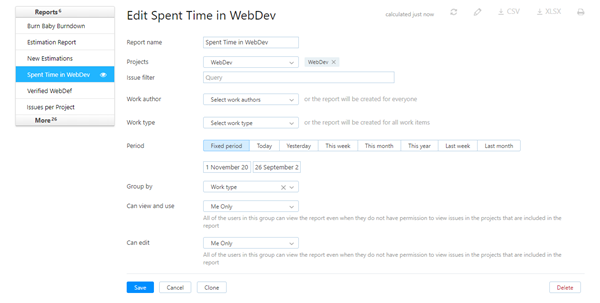 Reports 6
Burn Baby Burndown
Estimation Report
New Estimations
Spent Time in WebDev
Verified WebDef
Issues per Project
More 26
Edit Spent Time in WebDev
calculated just now
CSV
XLSX
Report name
Spent Time in WebDev
Projects
WebDev
WebDev ×
Issue filter
Query
Work author
Select work authors
or the report will be created for everyone
Work type
Select work type
or the report will be created for all work items
Period
Fixed period
Today
Yesterday
This week
This month
This year
Last week
Last month
1 November 20
26 September 2
Group by
Work type
Can view and use
Me Only
All of the users in this group can view the report even when they do not have permission to view issues in the projects that are included in the
report
Can edit
Me Only
All of the users in this group can view the report even when they do not have permission to view issues in the projects that are included in the
report
Save
Cancel
Clone
Delete